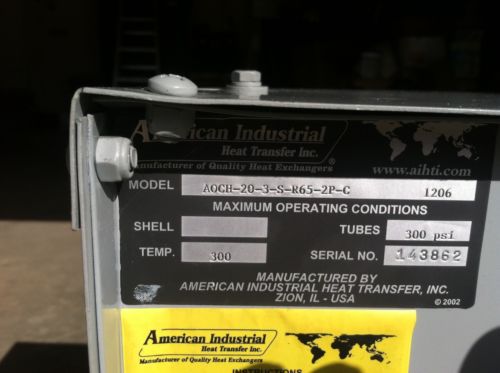 American Industrial
Heat Transfer Inc.
Manufacturer of Quality Heat Exchangers
www.aihti.com
MODEL AOCH-20-3-S-R65-2P-C 1206
MAXIMUM OPERATING CONDITIONS
SHELL TUBES 300 psi
TEMP. 300 SERIAL NO. 143862
MANUFACTURED BY
AMERICAN INDUSTRIAL HEAT TRANSFER, INC.
ZION, IL - USA
© 2002
American Industrial
Heat Transfer Inc.
Manufacturer of Quality Heat Exchangers
INSTRUCTIONS